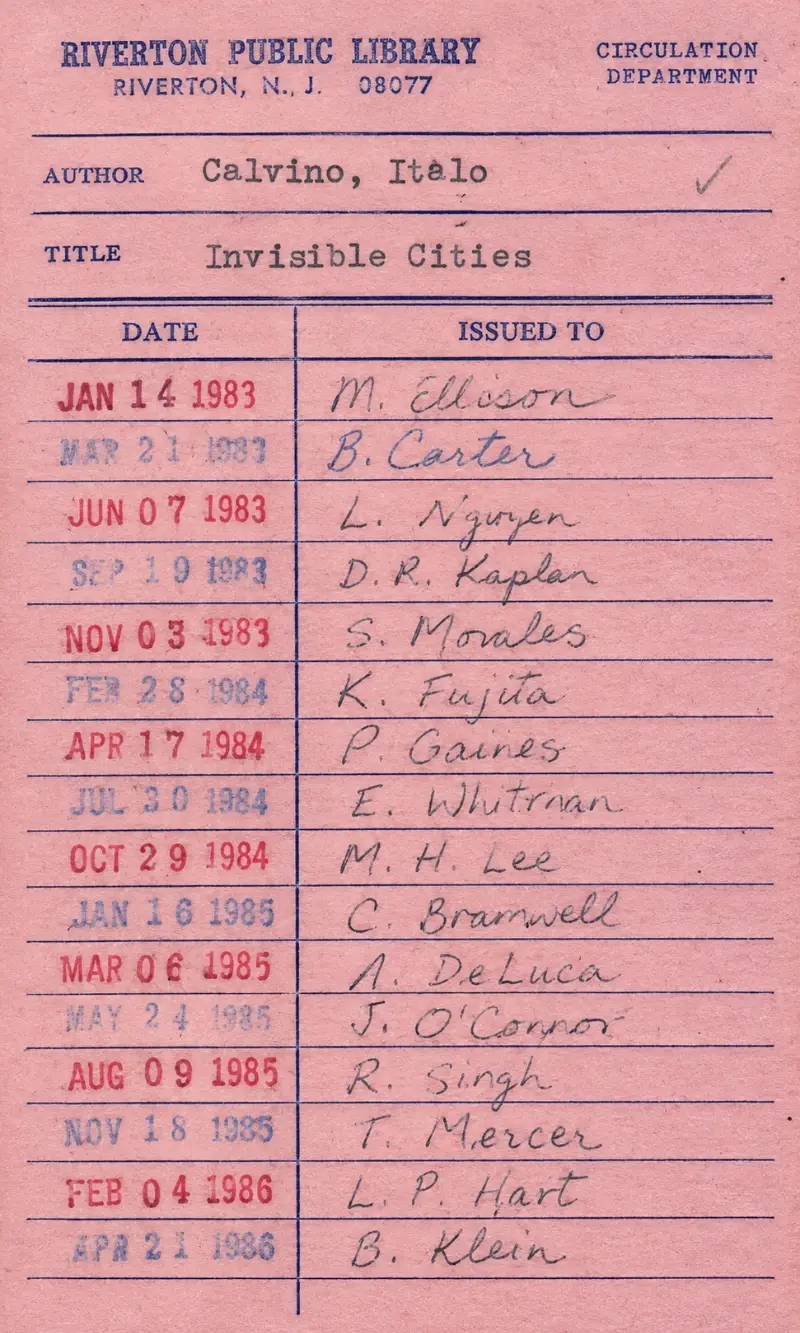 RIVERTON PUBLIC LIBRARY
RIVERTON, N., J. 08077
CIRCULATION
DEPARTMENT
AUTHOR Calvino, Italo ✓
TITLE Invisible Cities
DATE ISSUED TO
JAN 14 1983 M. Ellison
MAR 21 1983 B. Carter
JUN 07 1983 L. Nguyen
SEP 19 1983 D. R. Kaplan
NOV 03 1983 S. Morales
FEB 28 1984 K. Fujita
APR 17 1984 P. Gaines
JUL 30 1984 E. Whitman
OCT 29 1984 M. H. Lee
JAN 16 1985 C. Bramwell
MAR 06 1985 A. DeLuca
MAY 24 1985 J. O'Connor
AUG 09 1985 R. Singh
NOV 18 1985 T. Mercer
FEB 04 1986 L. P. Hart
APR 21 1986 B. Klein